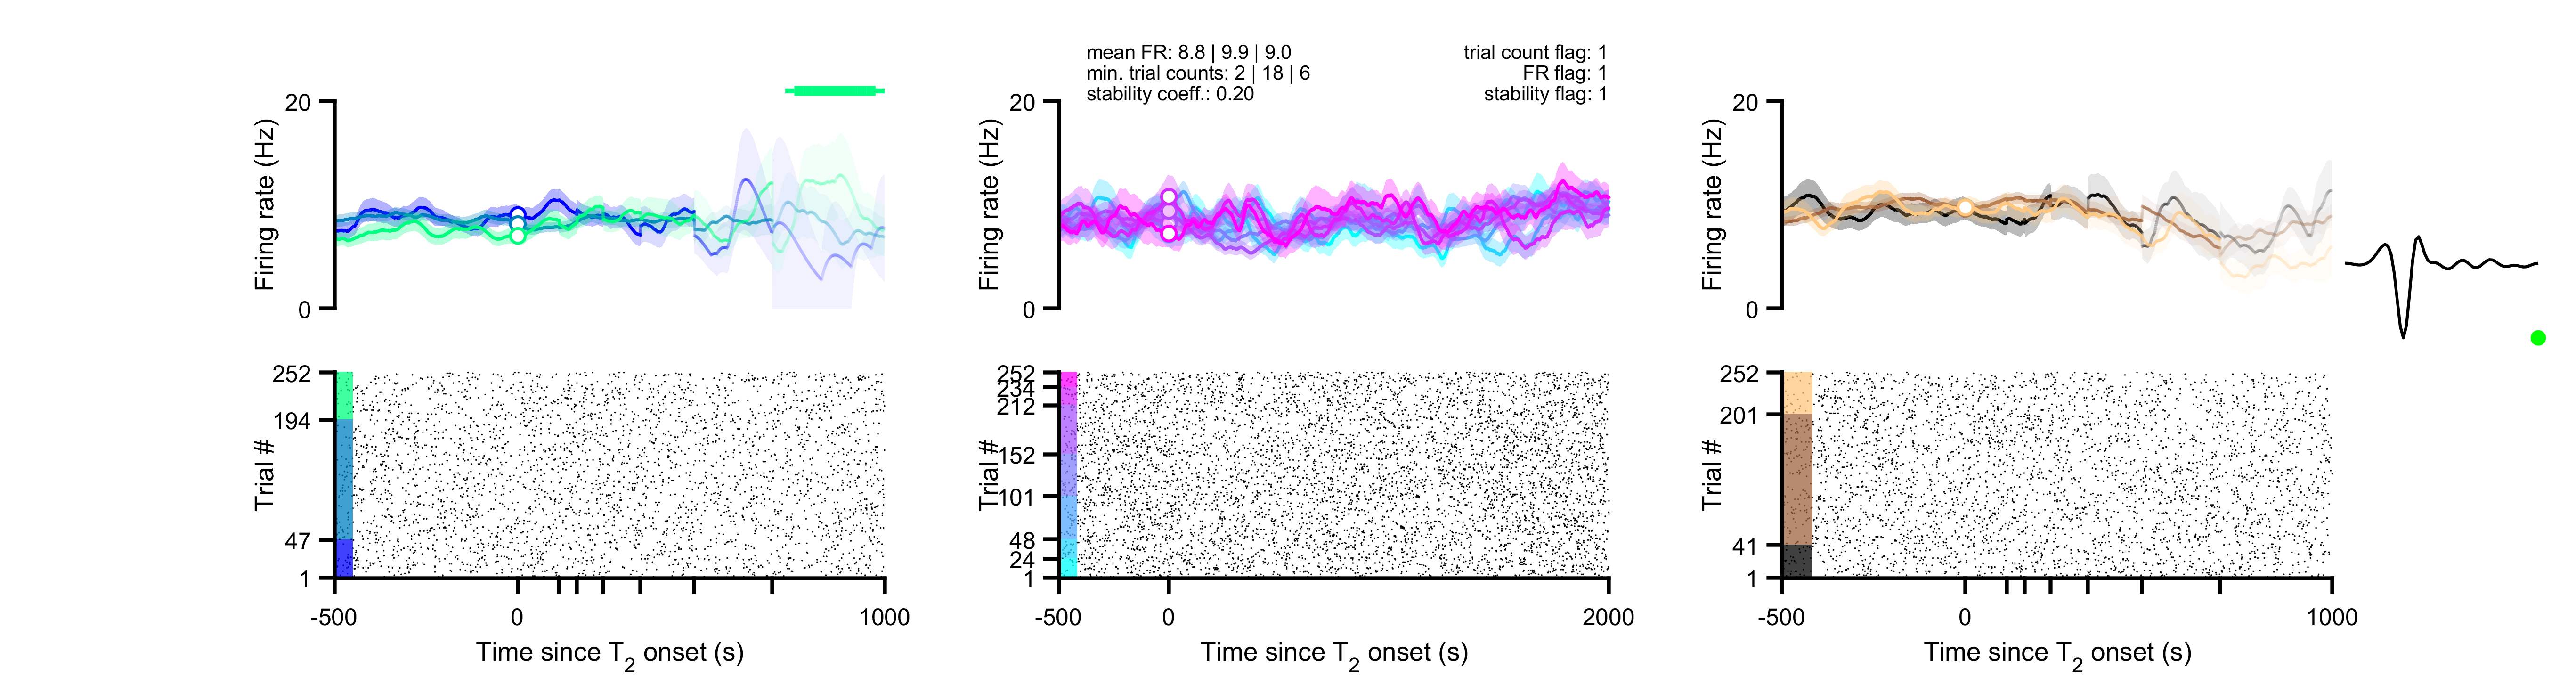 mean FR: 8.8 | 9.9 | 9.0
min. trial counts: 2 | 18 | 6
stability coeff.: 0.20
trial count flag: 1
FR flag: 1
stability flag: 1
20
Firing rate (Hz)
0
20
Firing rate (Hz)
0
20
Firing rate (Hz)
0
252
194
Trial #
47
1
-500
0
1000
Time since T2 onset (s)
252
234
212
152
Trial #
101
48
24
1
-500
0
2000
Time since T2 onset (s)
252
201
Trial #
41
1
-500
0
1000
Time since T2 onset (s)